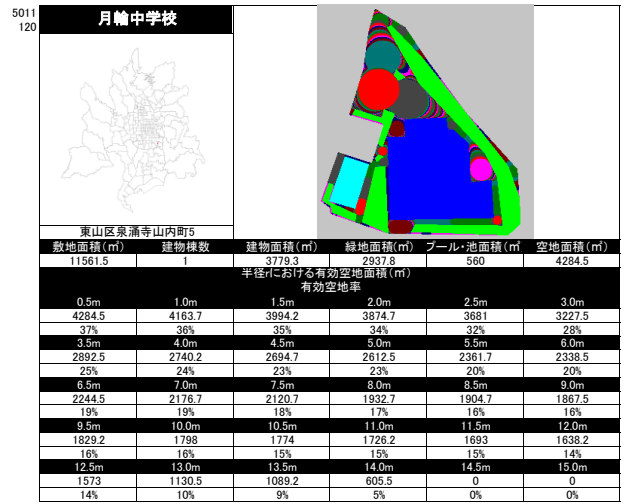 5011
120
月輪中学校
東山区泉涌寺山内町5
敷地面積(㎡) 建物棟数 建物面積(㎡) 緑地面積(㎡) プール・池面積(㎡ 空地面積(㎡)
11561.5 1 3779.3 2937.8 560 4284.5
半径rにおける有効空地面積(㎡)
有効空地率
0.5m 1.0m 1.5m 2.0m 2.5m 3.0m
4284.5 4163.7 3994.2 3874.7 3681 3227.5
37% 36% 35% 34% 32% 28%
3.5m 4.0m 4.5m 5.0m 5.5m 6.0m
2892.5 2740.2 2694.7 2612.5 2361.7 2338.5
25% 24% 23% 23% 20% 20%
6.5m 7.0m 7.5m 8.0m 8.5m 9.0m
2244.5 2176.7 2120.7 1932.7 1904.7 1867.5
19% 19% 18% 17% 16% 16%
9.5m 10.0m 10.5m 11.0m 11.5m 12.0m
1829.2 1798 1774 1726.2 1693 1638.2
16% 16% 15% 15% 15% 14%
12.5m 13.0m 13.5m 14.0m 14.5m 15.0m
1573 1130.5 1089.2 605.5 0 0
14% 10% 9% 5% 0% 0%